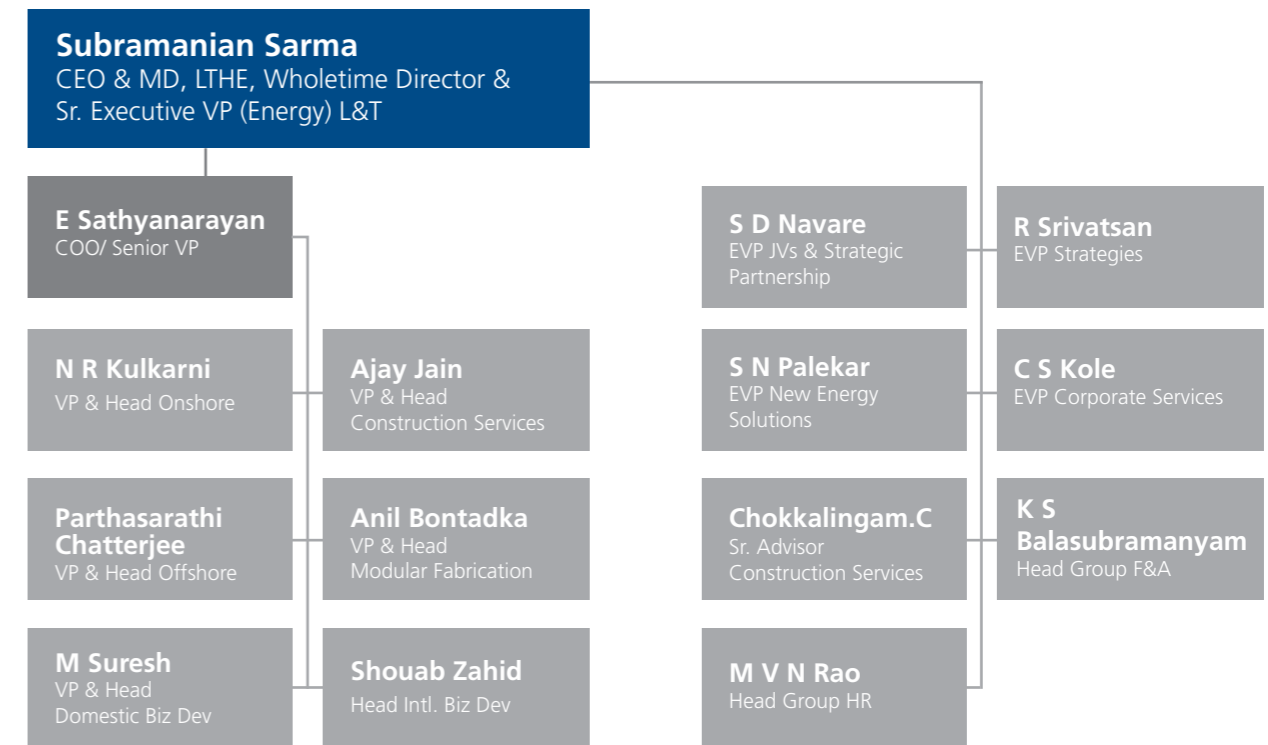 Subramanian Sarma
CEO & MD, LTHE, Wholetime Director &
Sr. Executive VP (Energy) L&T
E Sathyanarayan
COO/ Senior VP
N R Kulkarni
VP & Head Onshore
Ajay Jain
VP & Head
Construction Services
Parthasarathi
Chatterjee
VP & Head Offshore
Anil Bontadka
VP & Head
Modular Fabrication
M Suresh
VP & Head
Domestic Biz Dev
Shouab Zahid
Head Intl. Biz Dev
S D Navare
EVP JVs & Strategic
Partnership
R Srivatsan
EVP Strategies
S N Palekar
EVP New Energy
Solutions
C S Kole
EVP Corporate Services
Chokkalingam.C
Sr. Advisor
Construction Services
K S
Balasubramanyam
Head Group F&A
M V N Rao
Head Group HR